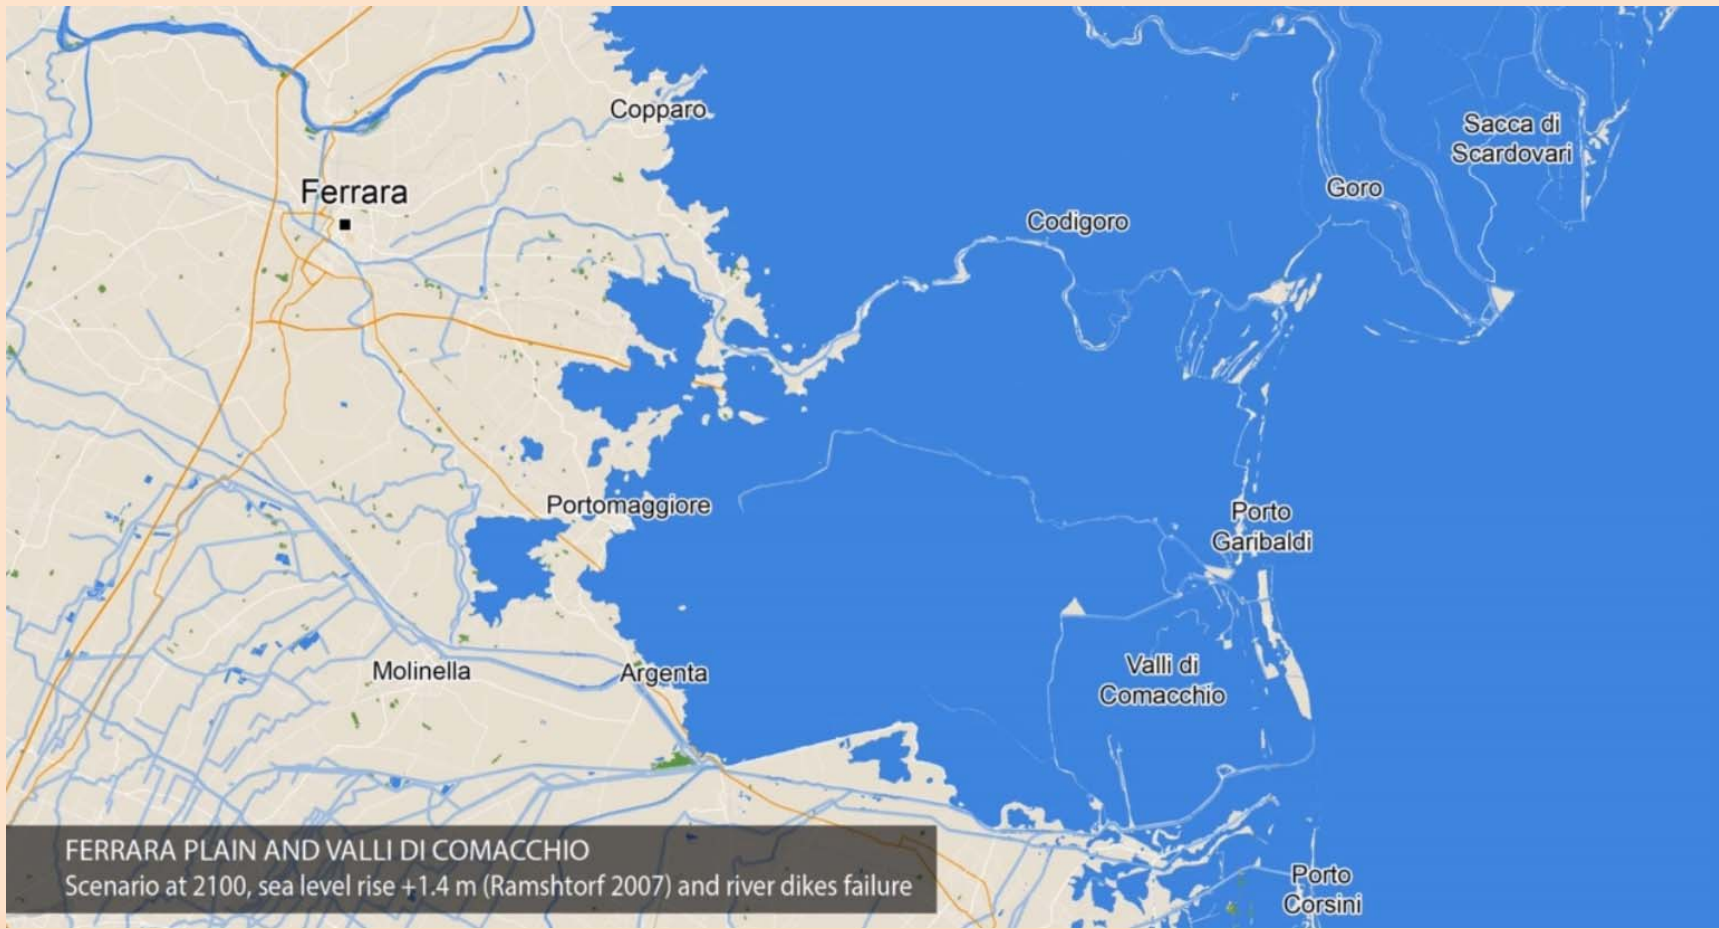 Copparo
Sacca di
Scardovari
Ferrara
Goro
Codigoro
Portomaggiore
Porto
Garibaldi
Molinella
Argenta
Valli di
Comacchio
FERRARA PLAIN AND VALLI DI COMACCHIO
Scenario at 2100, sea level rise +1.4 m (Ramshtorf 2007) and river dikes failure
Porto
Corsini